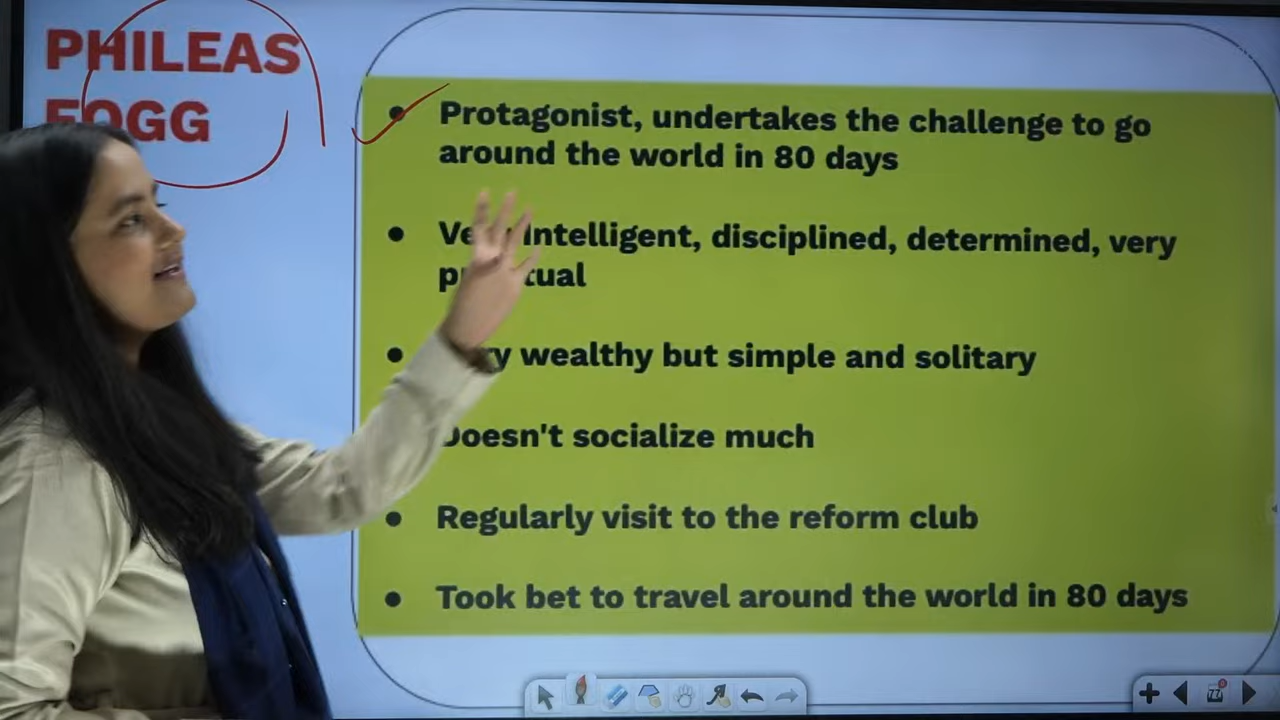 PHILEAS
FOGG
• Protagonist, undertakes the challenge to go
around the world in 80 days
• intelligent, disciplined, determined, very
• wealthy but simple and solitary
Doesn't socialize much
• Regularly visit to the reform club
• Took bet to travel around the world in 80 days